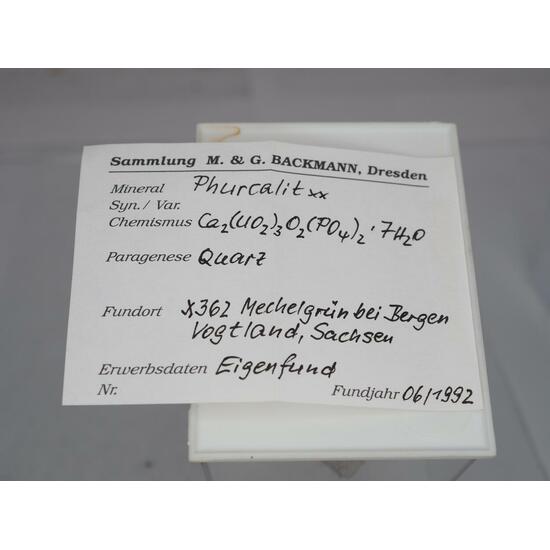 Sammlung M. & G. BACKMANN, Dresden
Mineral Phurcalit xx
Syn./ Var.
Chemismus Ca2(UO2)3O2(PO4)2 · 7H2O
Paragenese Quarz
Fundort 362 Mechelgrün bei Bergen
Vogtland, Sachsen
Erwerbsdaten Eigenfund
Nr. Fundjahr 06/1992